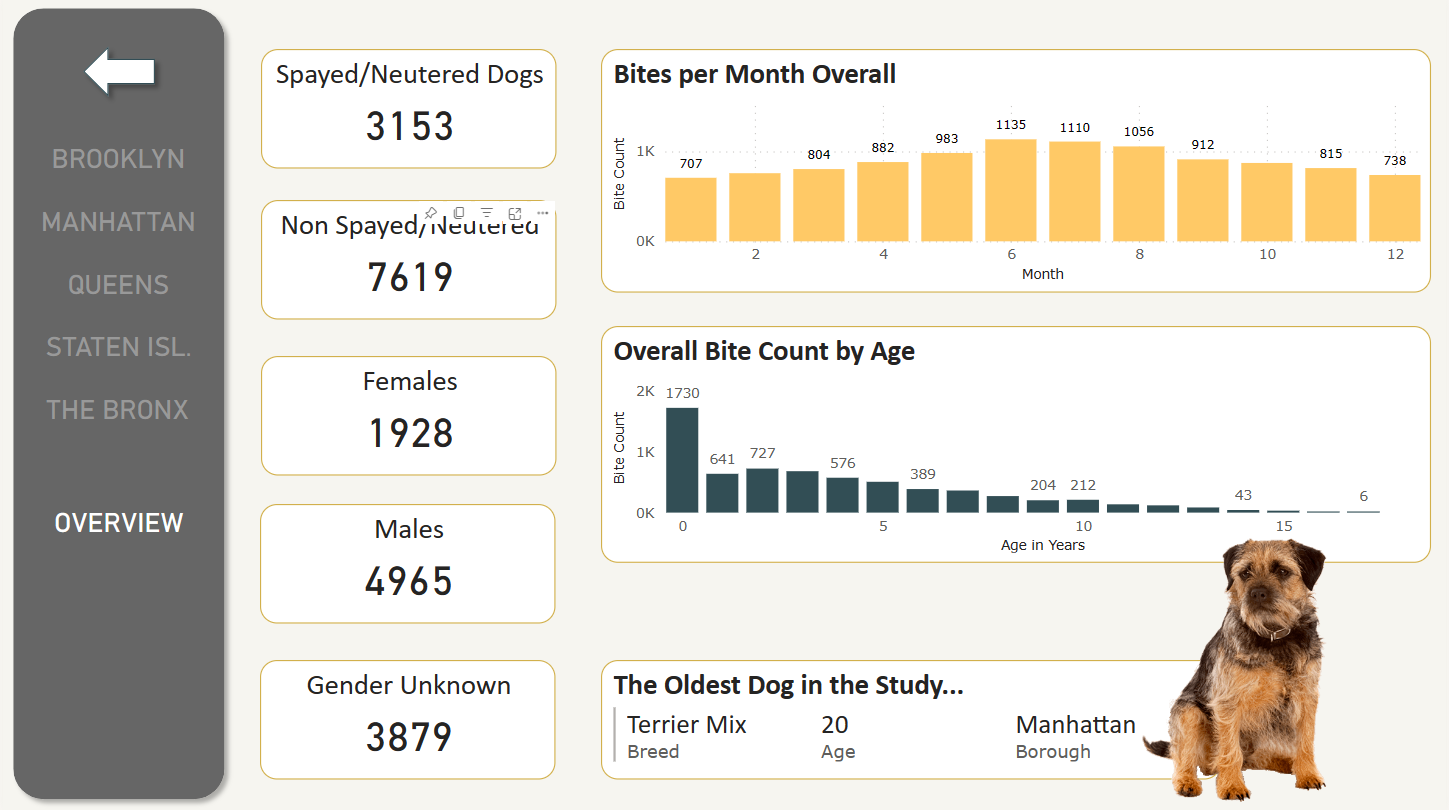 BROOKLYN
MANHATTAN
QUEENS
STATEN ISL.
THE BRONX
OVERVIEW
Spayed/Neutered Dogs
3153
Non Spayed/Neutered
7619
Females
1928
Males
4965
Gender Unknown
3879
Bites per Month Overall
Bite Count
1K
0K
707 804 882 983 1135 1110 1056 912 815 738
2 4 6 8 10 12
Month
Overall Bite Count by Age
Bite Count
2K
1K
0K
1730 641 727 576 389 204 212 43 6
0 5 10 15
Age in Years
The Oldest Dog in the Study...
Terrier Mix 20 Manhattan
Breed Age Borough